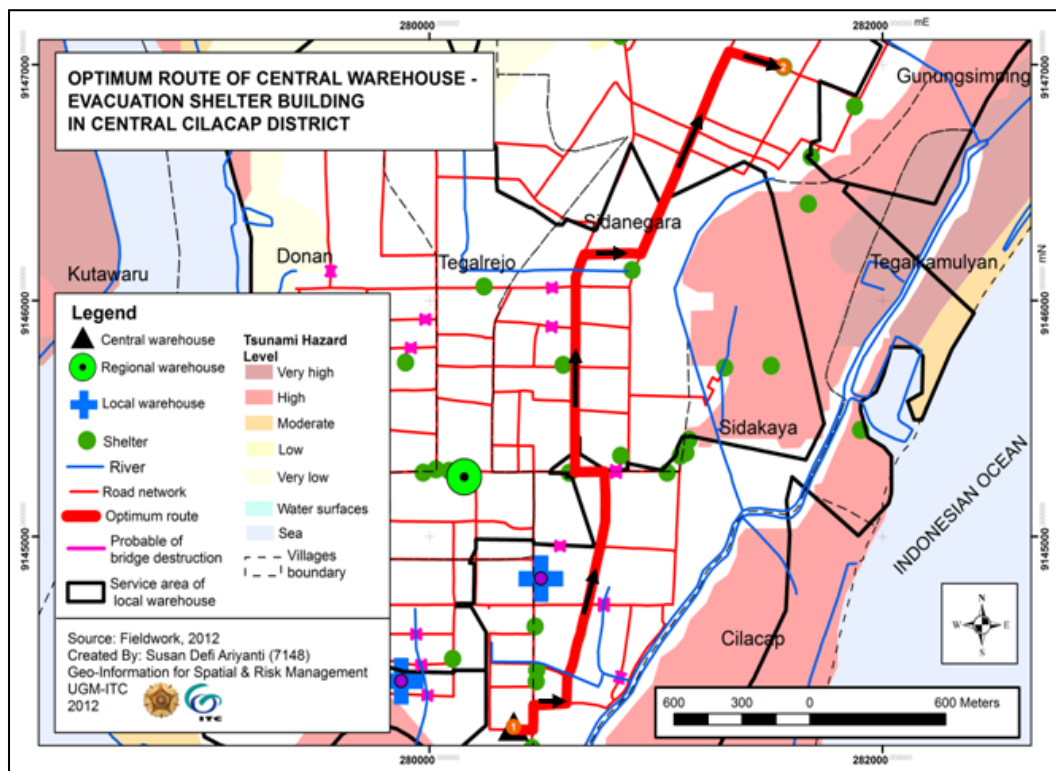 280000
282000 mE
OPTIMUM ROUTE OF CENTRAL WAREHOUSE -
EVACUATION SHELTER BUILDING
IN CENTRAL CILACAP DISTRICT
9147000
9147000
Gunungsimping
2
Sidanegara
Kutawaru
Donan
Tegalrejo
Tegalkamulyan
mN
9146000
9146000
Legend
Central warehouse
Regional warehouse
Local warehouse
Shelter
River
Road network
Optimum route
Probable of
bridge destruction
Service area of
local warehouse
Tsunami Hazard
Level
Very high
High
Moderate
Low
Very low
Water surfaces
Sea
Villages
boundary
Sidakaya
INDONESIAN OCEAN
9145000
9145000
Cilacap
N
W E
S
Source: Fieldwork, 2012
Created By: Susan Defi Ariyanti (7148)
Geo-Information for Spatial & Risk Management
UGM-ITC
2012
ITC
1
600 300 0 600 Meters
280000
282000